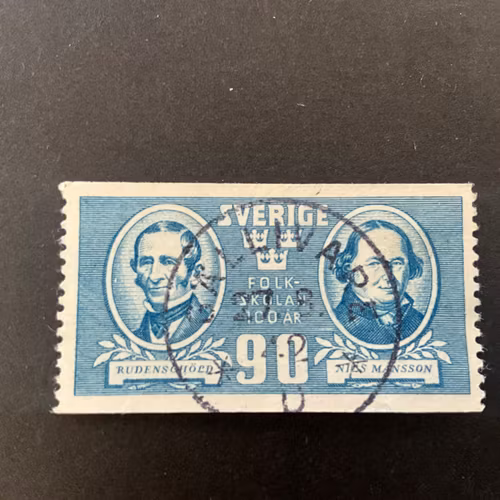 SVERIGE
FOLK-
SKOLAN
100 ÅR
90
RUDENSCHÖLD
NILS MÅNSSON